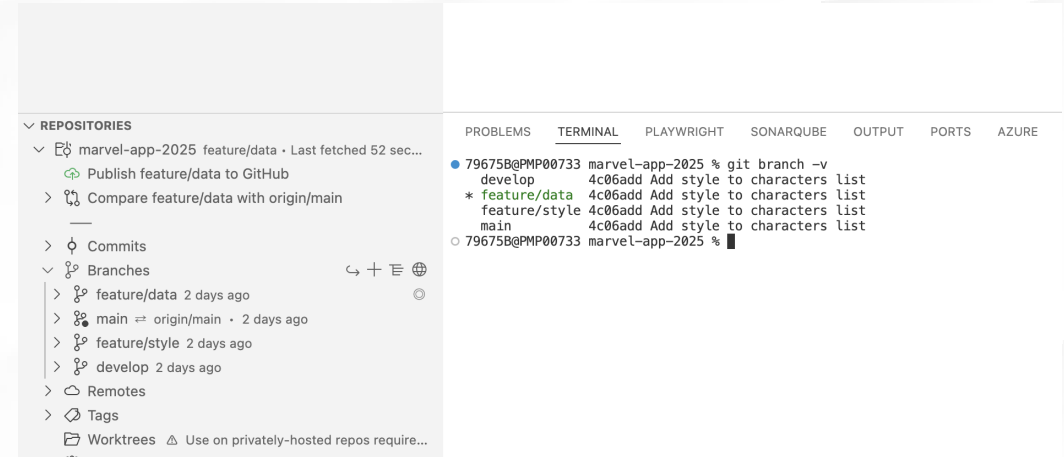 REPOSITORIES
marvel-app-2025 feature/data • Last fetched 52 sec...
Publish feature/data to GitHub
Compare feature/data with origin/main
Commits
Branches
feature/data 2 days ago
main ⇄ origin/main • 2 days ago
feature/style 2 days ago
develop 2 days ago
Remotes
Tags
Worktrees ⚠ Use on privately-hosted repos require...
PROBLEMS TERMINAL PLAYWRIGHT SONARQUBE OUTPUT PORTS AZURE
79675B@PMP00733 marvel-app-2025 % git branch -v
develop 4c06add Add style to characters list
* feature/data 4c06add Add style to characters list
feature/style 4c06add Add style to characters list
main 4c06add Add style to characters list
79675B@PMP00733 marvel-app-2025 %